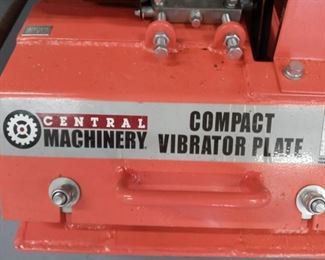 CENTRAL
MACHINERY
COMPACT
VIBRATOR PLATE